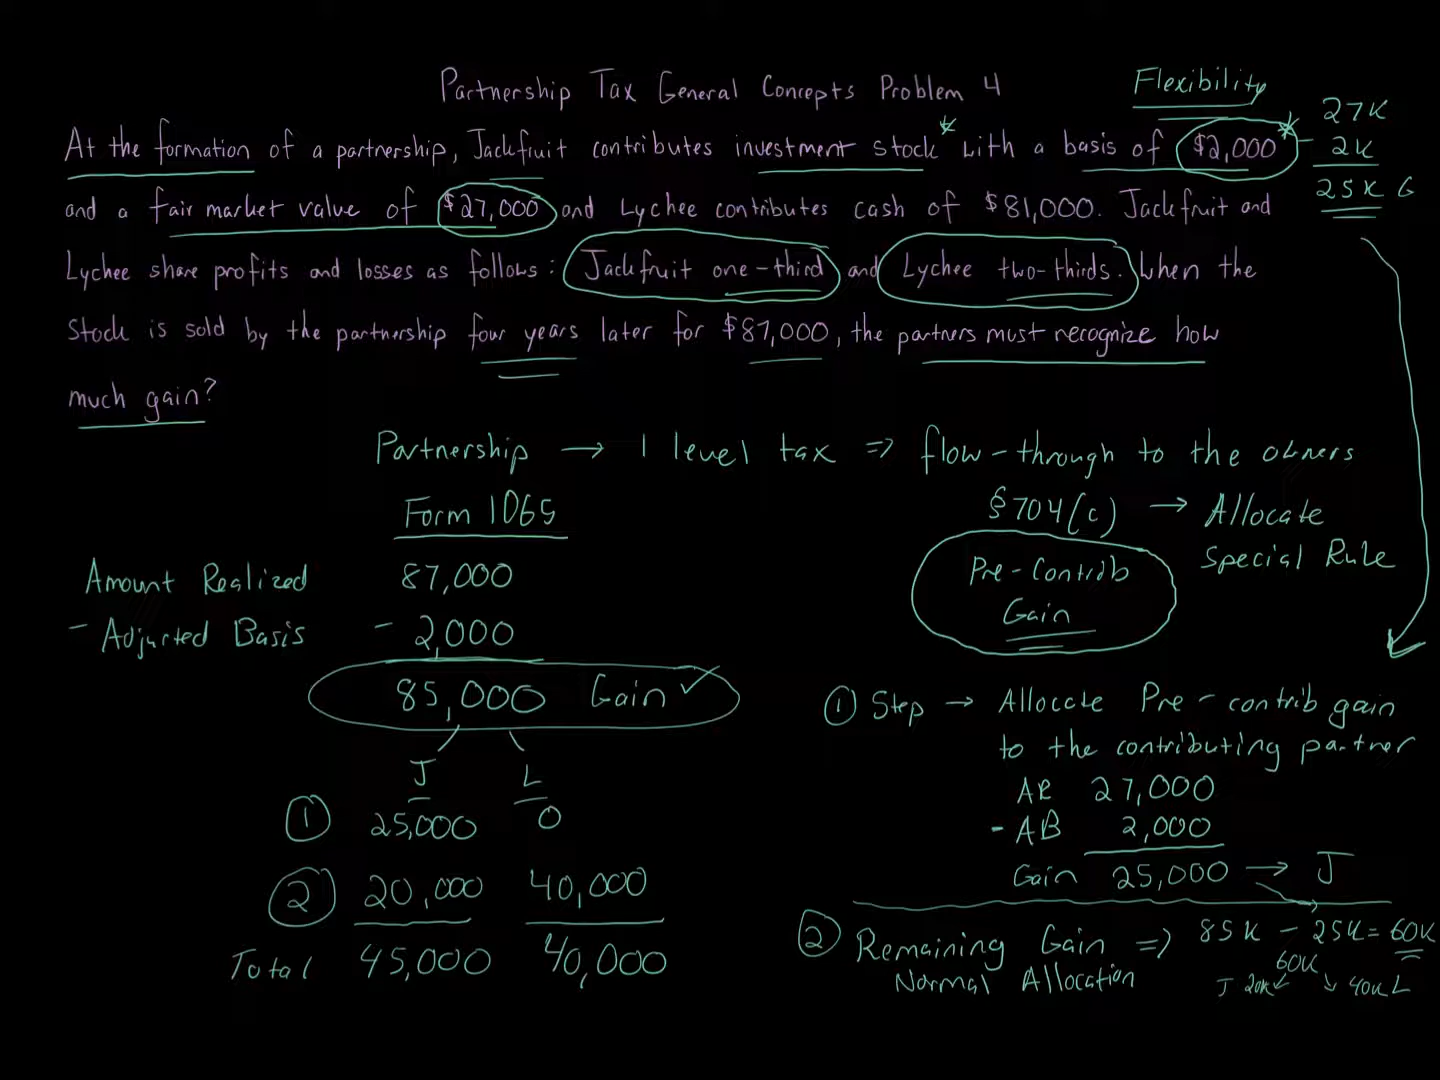 Partnership Tax General Concepts Problem 4
Flexibility
27K
- 2K
25K G
At the formation of a partnership, Jackfruit contributes investment stock* with a basis of $2,000*
and a fair market value of $27,000 and Lychee contributes cash of $81,000. Jackfruit and
Lychee share profits and losses as follows: Jackfruit one-third and Lychee two-thirds. When the
Stock is sold by the partnership four years later for $87,000, the partners must recognize how
much gain?
Partnership → 1 level tax ⇒ flow-through to the owners
Form 1065
§704(c) → Allocate
Special Rule
Pre-Contrib
Gain
Amount Realized 87,000
- Adjusted Basis - 2,000
85,000 Gain ✓
J L
① 25,000 0
② 20,000 40,000
Total 45,000 40,000
① Step → Allocate Pre-contrib gain
to the contributing partner
AR 27,000
- AB 2,000
Gain 25,000 → J
② Remaining Gain ⇒ 85K - 25K = 60K
Normal Allocation
60K
J 20K ↙ ↘ 40K L